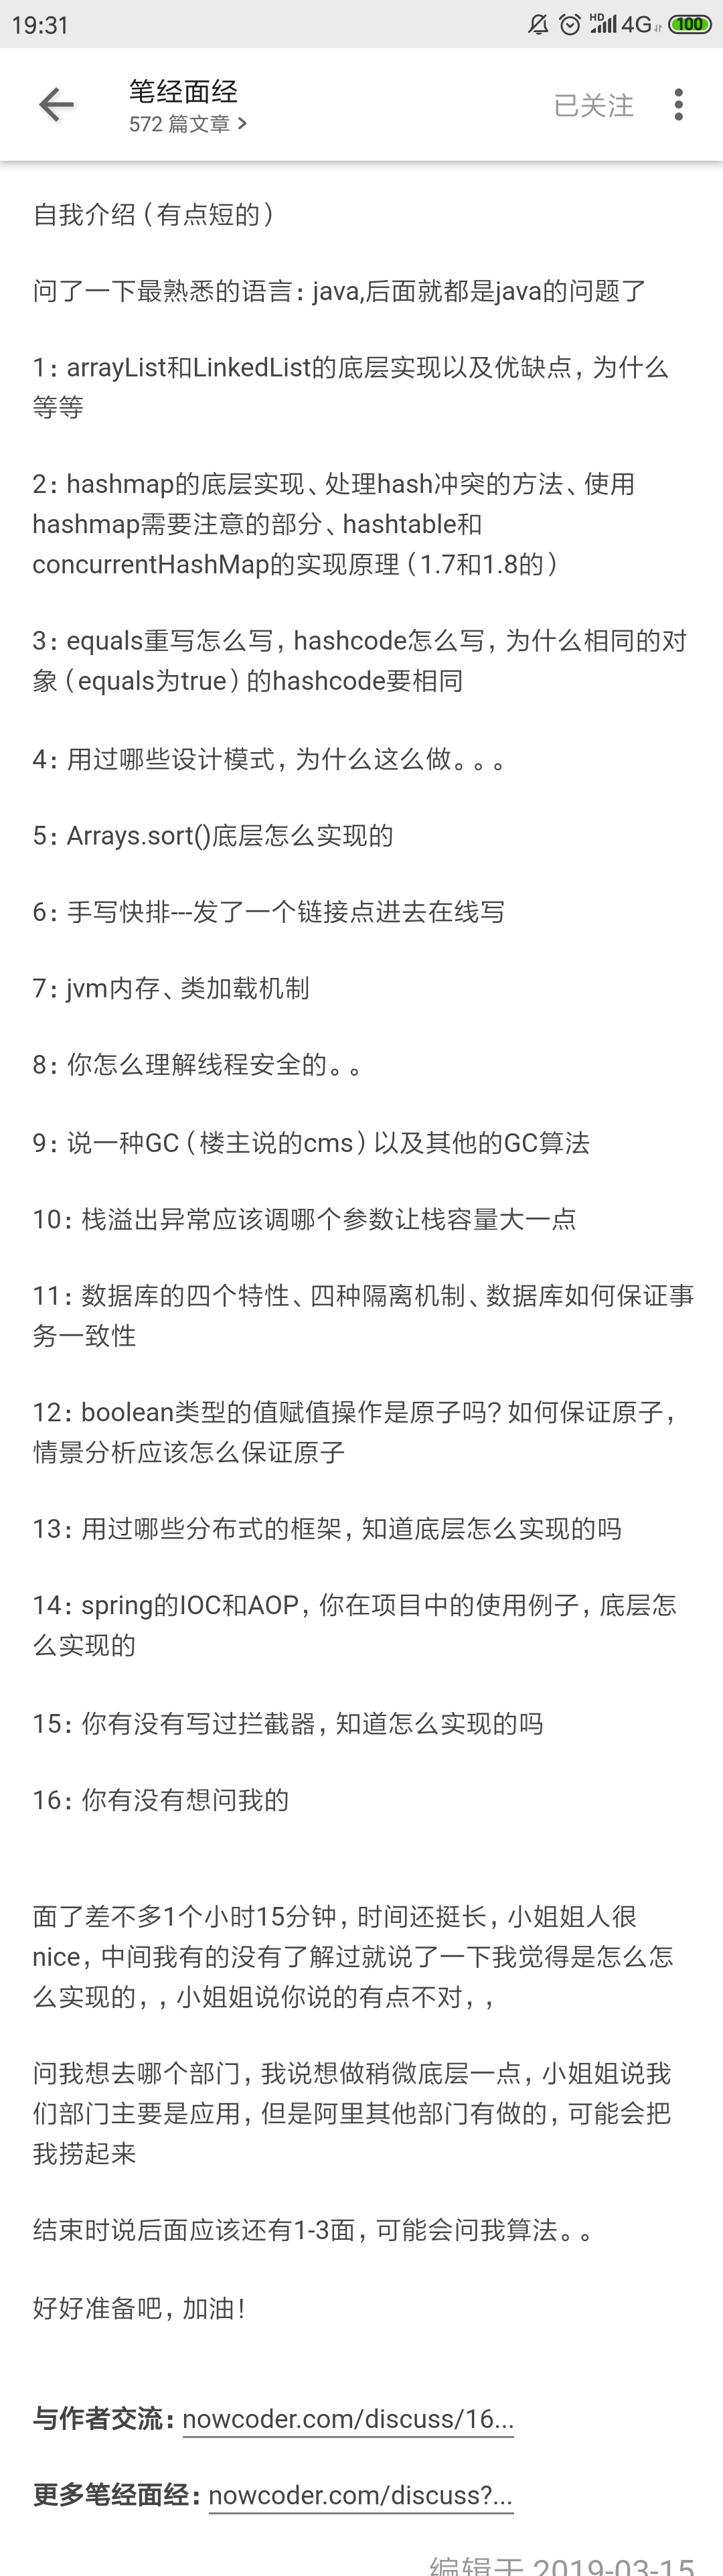 19:31
HD 4G 100
笔经面经
572 篇文章 >
已关注
自我介绍（有点短的）
问了一下最熟悉的语言：java,后面就都是java的问题了
1：arrayList和LinkedList的底层实现以及优缺点，为什么
等等
2：hashmap的底层实现、处理hash冲突的方法、使用
hashmap需要注意的部分、hashtable和
concurrentHashMap的实现原理（1.7和1.8的）
3：equals重写怎么写，hashcode怎么写，为什么相同的对
象（equals为true）的hashcode要相同
4：用过哪些设计模式，为什么这么做。。。
5：Arrays.sort()底层怎么实现的
6：手写快排---发了一个链接点进去在线写
7：jvm内存、类加载机制
8：你怎么理解线程安全的。。
9：说一种GC（楼主说的cms）以及其他的GC算法
10：栈溢出异常应该调哪个参数让栈容量大一点
11：数据库的四个特性、四种隔离机制、数据库如何保证事
务一致性
12：boolean类型的值赋值操作是原子吗？如何保证原子，
情景分析应该怎么保证原子
13：用过哪些分布式的框架，知道底层怎么实现的吗
14：spring的IOC和AOP，你在项目中的使用例子，底层怎
么实现的
15：你有没有写过拦截器，知道怎么实现的吗
16：你有没有想问我的
面了差不多1个小时15分钟，时间还挺长，小姐姐人很
nice，中间我有的没有了解过就说了一下我觉得是怎么怎
么实现的，，小姐姐说你说的有点不对，，
问我想去哪个部门，我说想做稍微底层一点，小姐姐说我
们部门主要是应用，但是阿里其他部门有做的，可能会把
我捞起来
结束时说后面应该还有1-3面，可能会问我算法。。
好好准备吧，加油！
与作者交流：nowcoder.com/discuss/16...
更多笔经面经：nowcoder.com/discuss?...
编辑于 2019-03-15